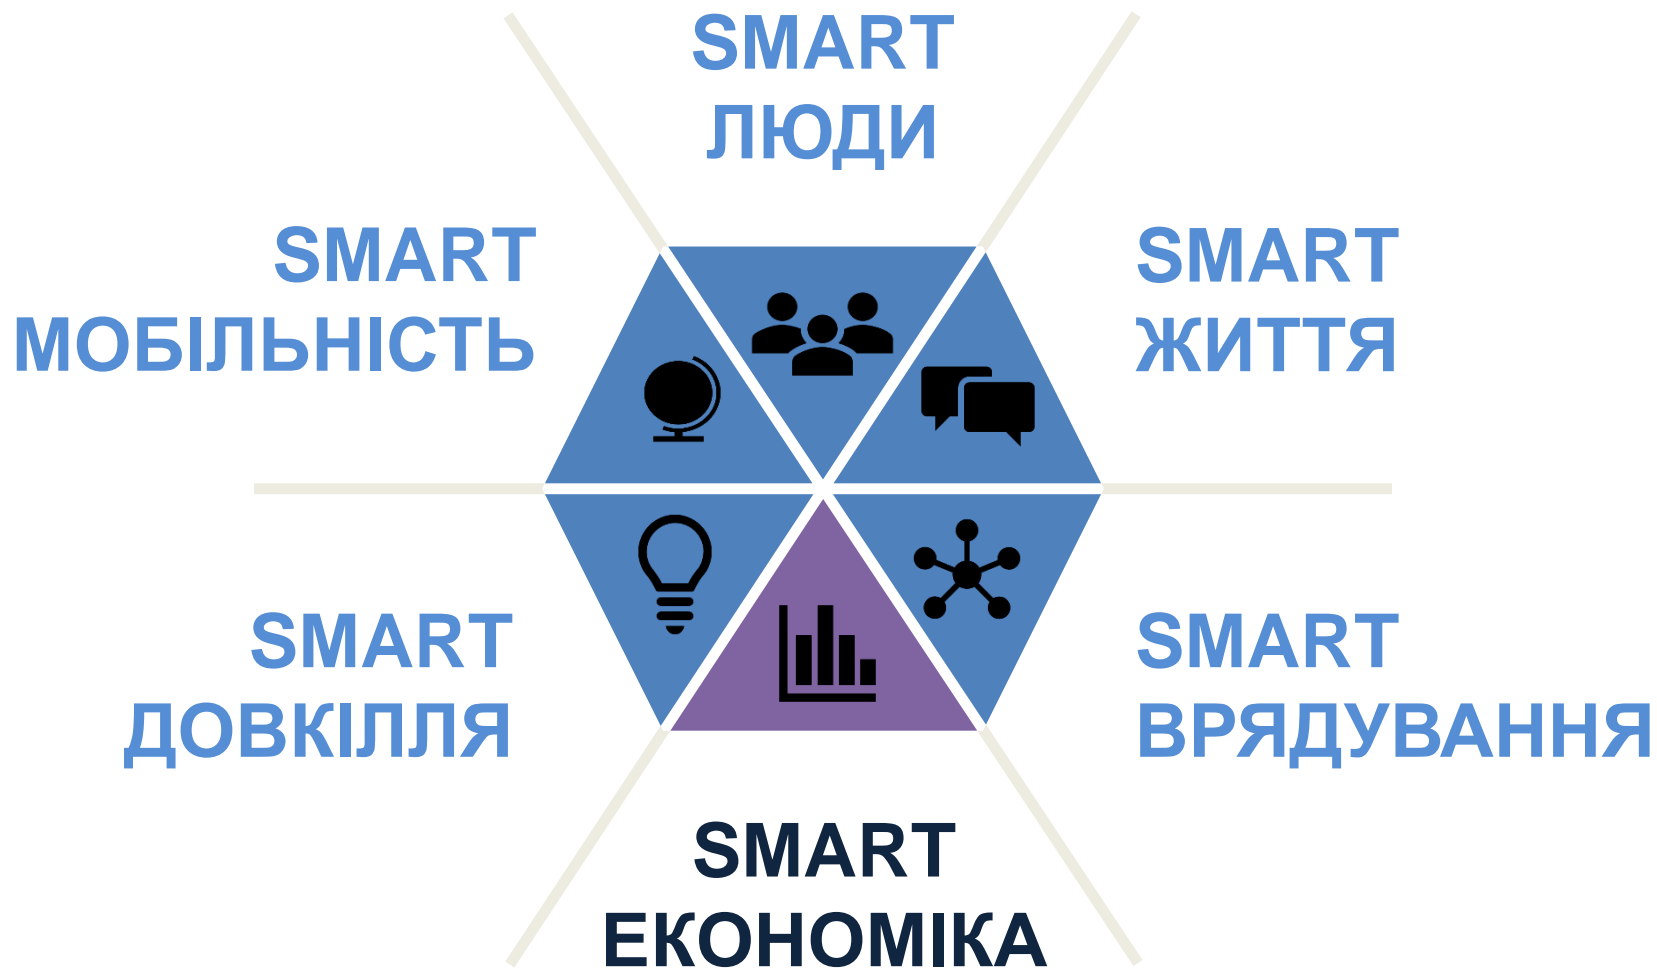 SMART
ЛЮДИ
SMART
МОБІЛЬНІСТЬ
SMART
ЖИТТЯ
SMART
ДОВКІЛЛЯ
SMART
ВРЯДУВАННЯ
SMART
ЕКОНОМІКА